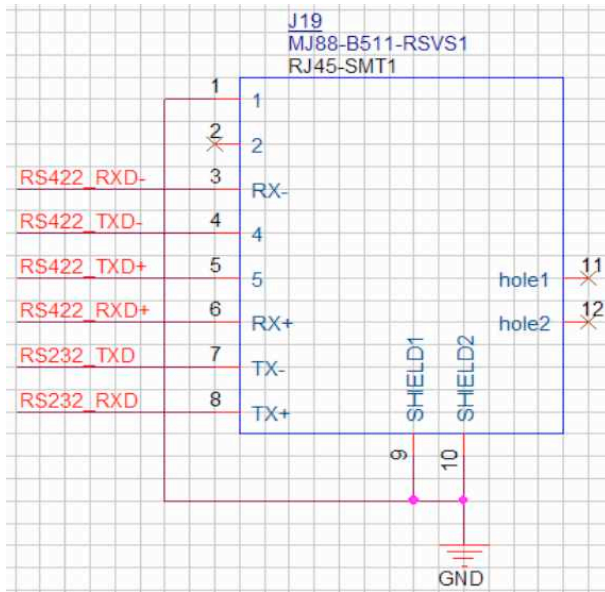 J19
MJ88-B511-RSVS1
RJ45-SMT1
1 1
2 2
RS422_RXD- 3 RX-
RS422_TXD- 4 4
RS422_TXD+ 5 5 hole1 11
RS422_RXD+ 6 RX+ hole2 12
RS232_TXD 7 TX-
RS232_RXD 8 TX+
SHIELD1 SHIELD2
9 10
GND